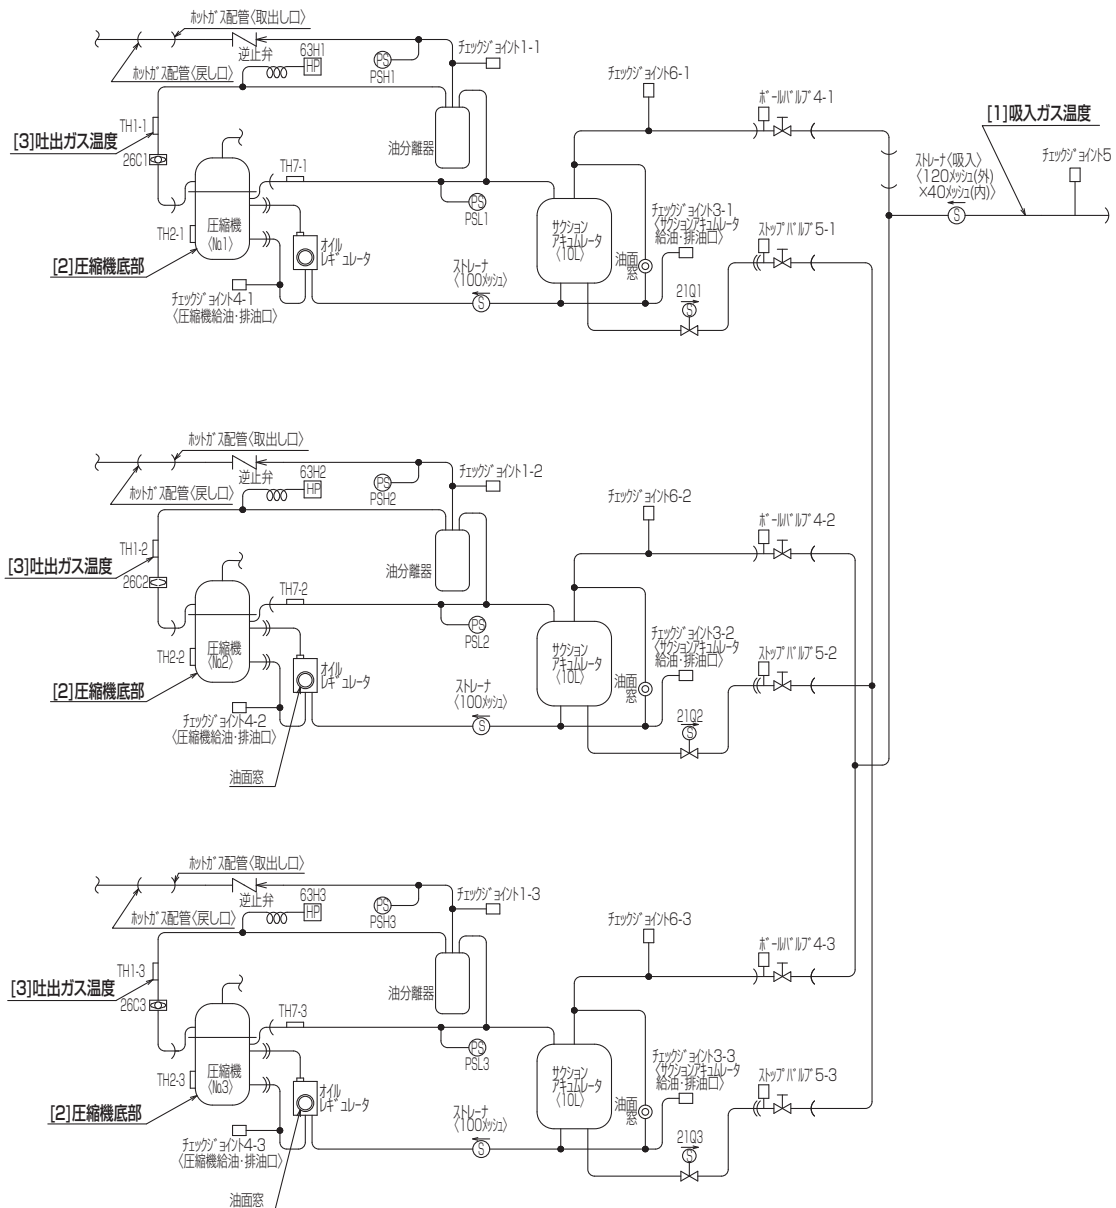 ホットガス配管〈取出し口〉
逆止弁
ホットガス配管〈戻し口〉
63H1
HP
PS
PSH1
チェックジョイント1-1
TH1-1
[3]吐出ガス温度
26C1
油分離器
チェックジョイント6-1
ボールバルブ4-1
[1]吸入ガス温度
ストレーナ〈吸入〉
〈120メッシュ(外)
×40メッシュ(内)〉
S
チェックジョイント5
TH7-1
PS
PSL1
圧縮機
〈No.1〉
TH2-1
[2]圧縮機底部
オイル
レギュレータ
サクション
アキュムレータ
〈10L〉
油面窓
チェックジョイント3-1
〈サクションアキュムレータ
給油・排油口〉
ストップバルブ5-1
チェックジョイント4-1
〈圧縮機給油・排油口〉
ストレーナ
〈100メッシュ〉
S
21Q1
S
ホットガス配管〈取出し口〉
逆止弁
ホットガス配管〈戻し口〉
63H2
HP
PS
PSH2
チェックジョイント1-2
TH1-2
[3]吐出ガス温度
26C2
油分離器
チェックジョイント6-2
ボールバルブ4-2
TH7-2
PS
PSL2
圧縮機
〈No.2〉
TH2-2
[2]圧縮機底部
オイル
レギュレータ
サクション
アキュムレータ
〈10L〉
油面窓
チェックジョイント3-2
〈サクションアキュムレータ
給油・排油口〉
ストップバルブ5-2
チェックジョイント4-2
〈圧縮機給油・排油口〉
ストレーナ
〈100メッシュ〉
S
21Q2
S
油面窓
ホットガス配管〈取出し口〉
逆止弁
ホットガス配管〈戻し口〉
63H3
HP
PS
PSH3
チェックジョイント1-3
TH1-3
[3]吐出ガス温度
26C3
油分離器
チェックジョイント6-3
ボールバルブ4-3
TH7-3
PS
PSL3
圧縮機
〈No.3〉
TH2-3
[2]圧縮機底部
オイル
レギュレータ
サクション
アキュムレータ
〈10L〉
油面窓
チェックジョイント3-3
〈サクションアキュムレータ
給油・排油口〉
ストップバルブ5-3
チェックジョイント4-3
〈圧縮機給油・排油口〉
ストレーナ
〈100メッシュ〉
S
21Q3
S
油面窓